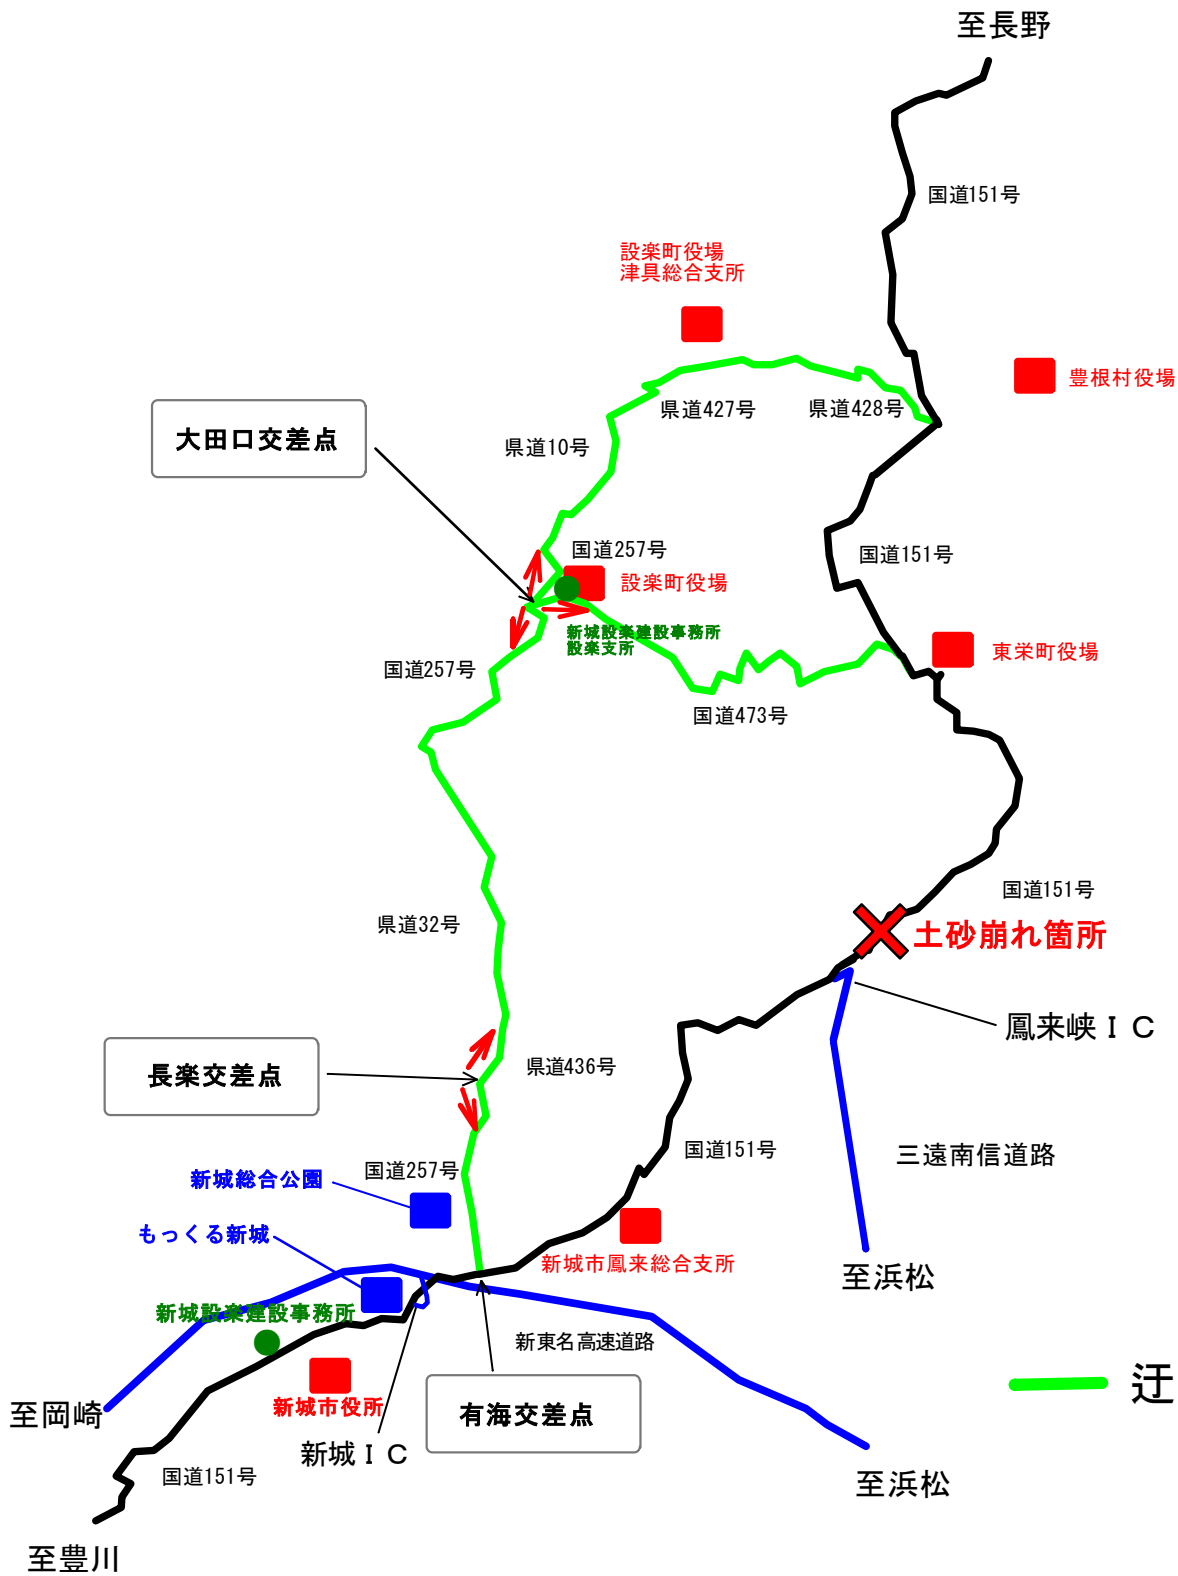 至長野
国道151号
設楽町役場
津具総合支所
豊根村役場
県道427号
県道428号
大田口交差点
県道10号
国道257号
国道151号
設楽町役場
新城設楽建設事務所
設楽支所
東栄町役場
国道257号
国道473号
国道151号
県道32号
土砂崩れ箇所
鳳来峡ＩＣ
県道436号
長楽交差点
国道151号
三遠南信道路
国道257号
新城総合公園
もっくる新城
新城市鳳来総合支所
至浜松
新城設楽建設事務所
新東名高速道路
迂
新城市役所
有海交差点
至岡崎
新城ＩＣ
国道151号
至浜松
至豊川